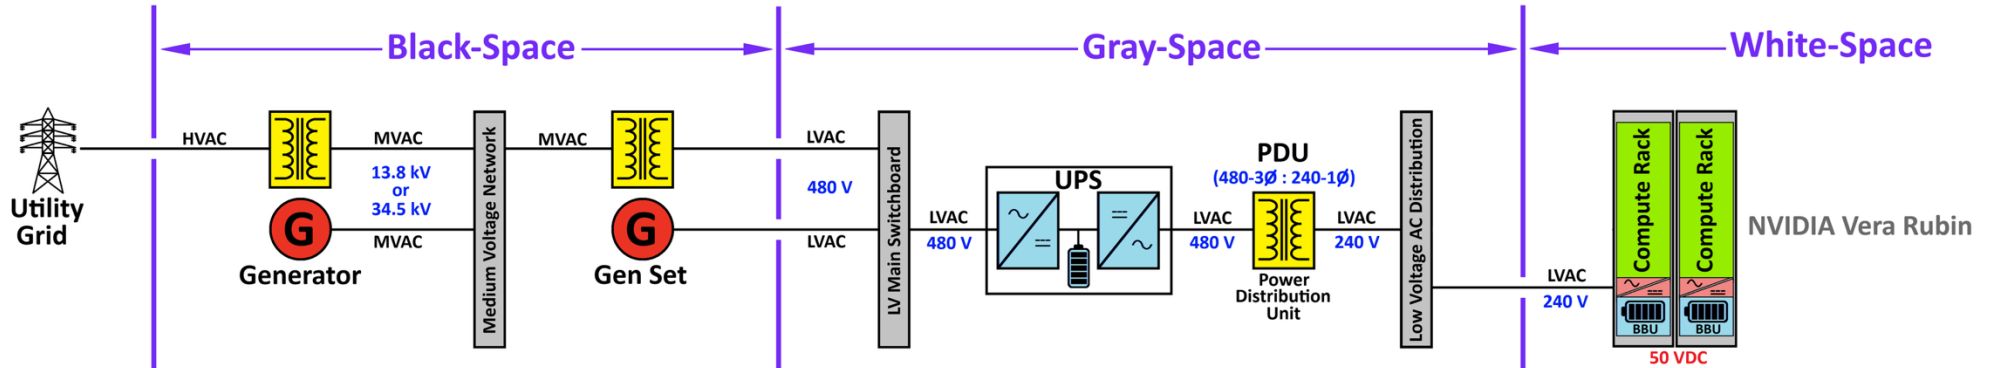 Black-Space
Gray-Space
White-Space
Utility
Grid
HVAC
MVAC
13.8 kV
or
34.5 kV
MVAC
G
Generator
Medium Voltage Network
MVAC
G
Gen Set
LVAC
480 V
LVAC
LV Main Switchboard
LVAC
480 V
UPS
LVAC
480 V
PDU
(480-3Ø : 240-1Ø)
Power
Distribution
Unit
LVAC
240 V
Low Voltage AC Distribution
LVAC
240 V
Compute Rack
BBU
Compute Rack
BBU
50 VDC
NVIDIA Vera Rubin